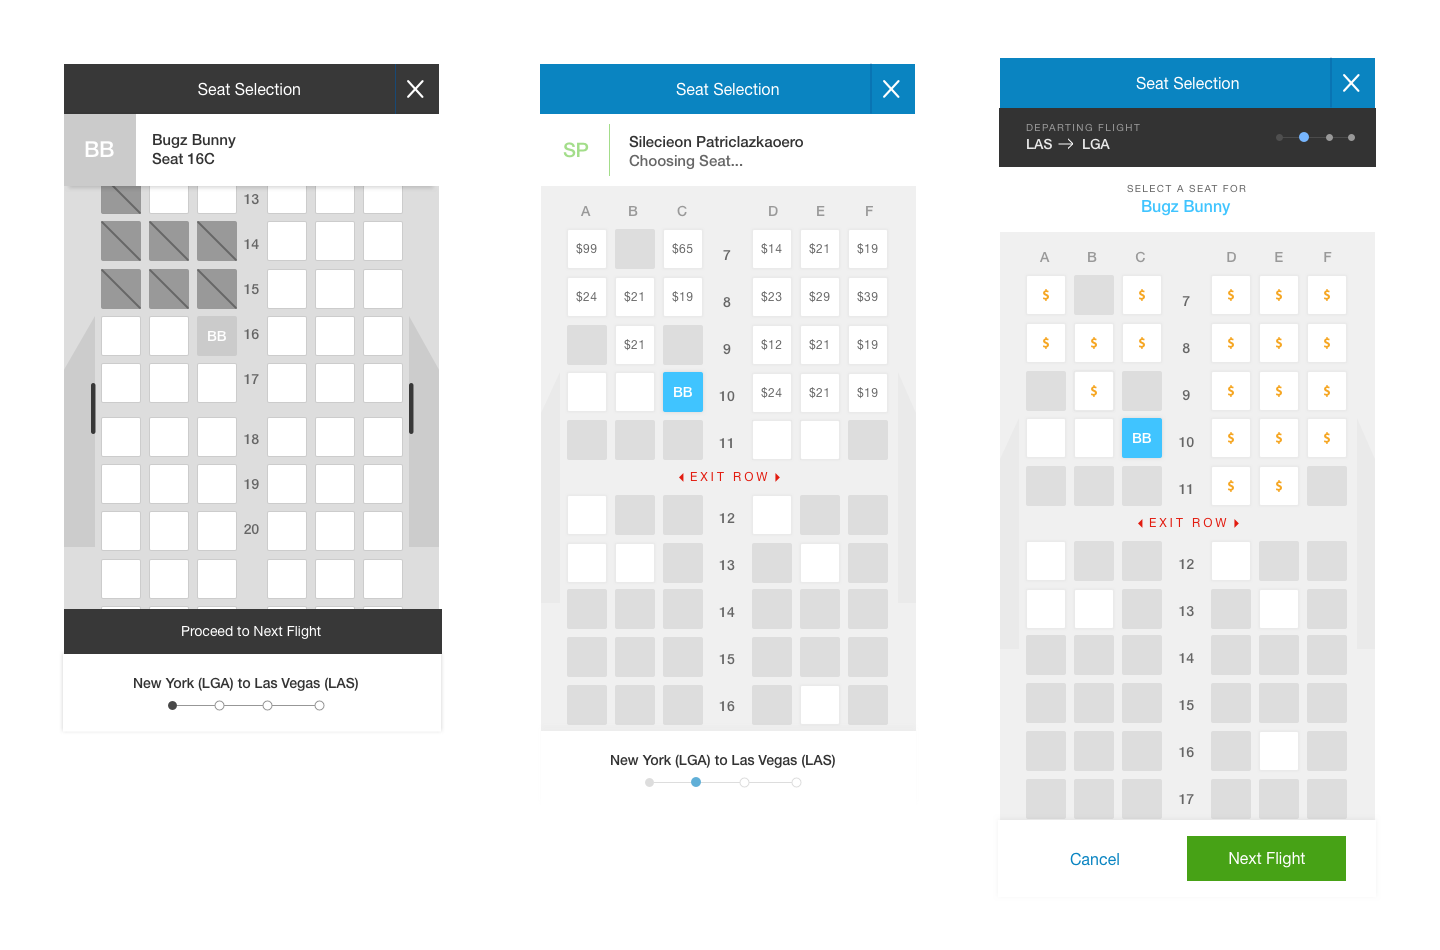 Seat Selection
BB
Bugz Bunny
Seat 16C
13
14
15
BB 16
17
18
19
20
Proceed to Next Flight
New York (LGA) to Las Vegas (LAS)
Seat Selection
SP
Silecieon Patriclazkaoero
Choosing Seat...
A B C D E F
$99 $65 7 $14 $21 $19
$24 $21 $19 8 $23 $29 $39
$21 9 $12 $21 $19
BB 10 $24 $21 $19
11
EXIT ROW
12
13
14
15
16
New York (LGA) to Las Vegas (LAS)
Seat Selection
DEPARTING FLIGHT
LAS → LGA
SELECT A SEAT FOR
Bugz Bunny
A B C D E F
$ $ 7 $ $ $
$ $ $ 8 $ $ $
$ 9 $ $ $
BB 10 $ $ $
11 $ $
EXIT ROW
12
13
14
15
16
17
Cancel
Next Flight